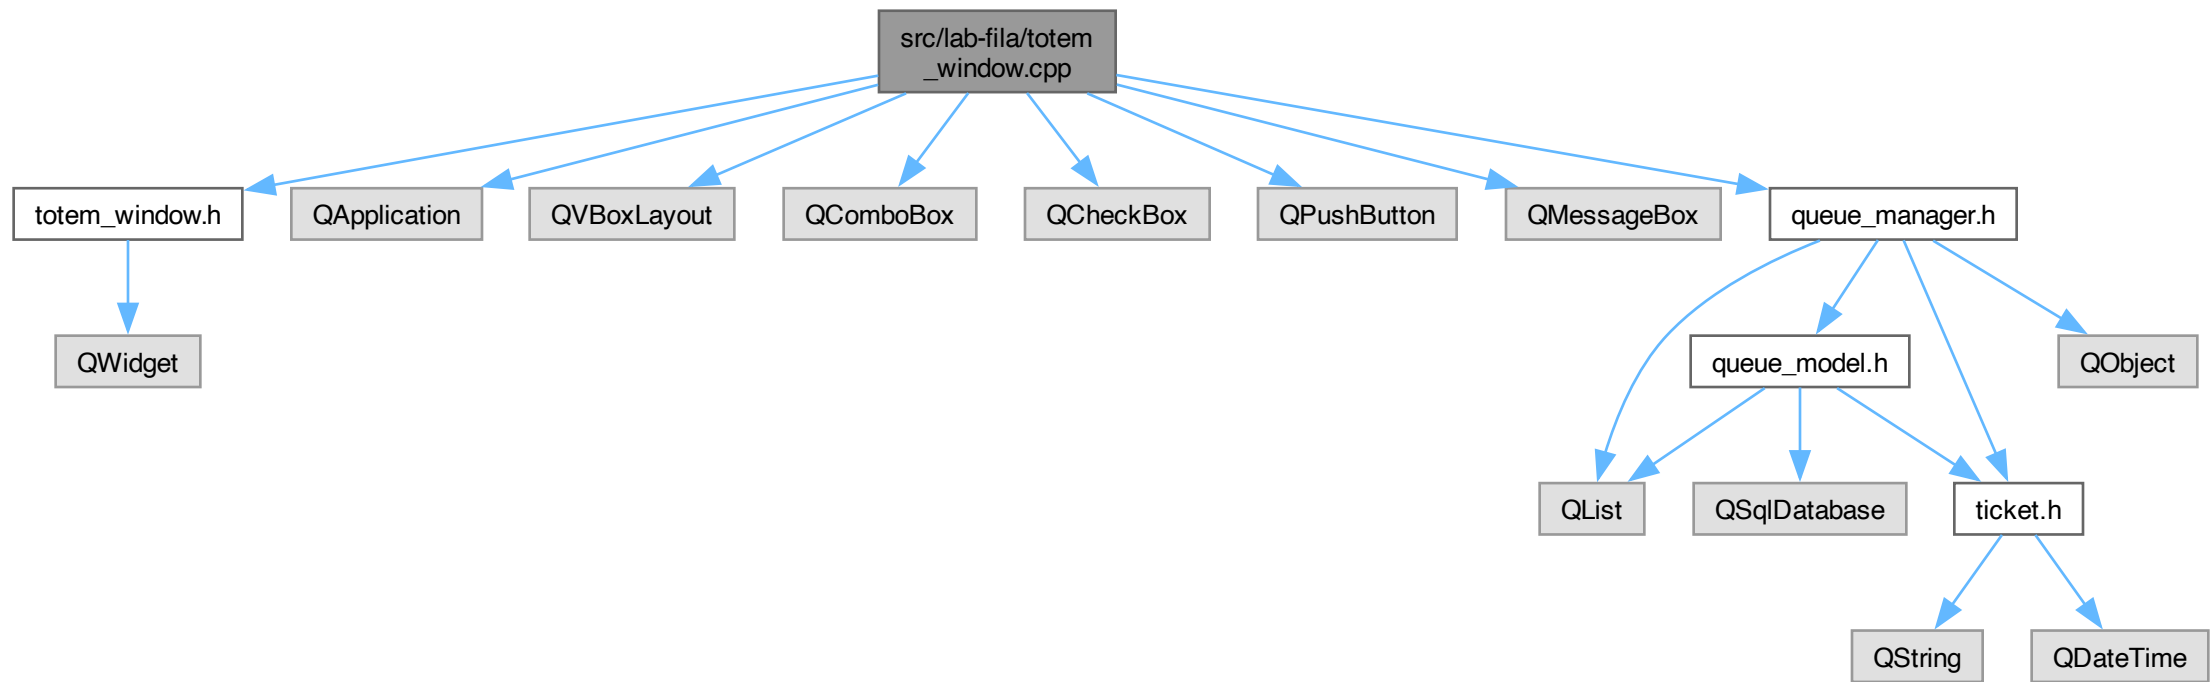 src/lab-fila/totem
_window.cpp
totem_window.h
QApplication
QVBoxLayout
QComboBox
QCheckBox
QPushButton
QMessageBox
queue_manager.h
QWidget
queue_model.h
QObject
QList
QSqlDatabase
ticket.h
QString
QDateTime